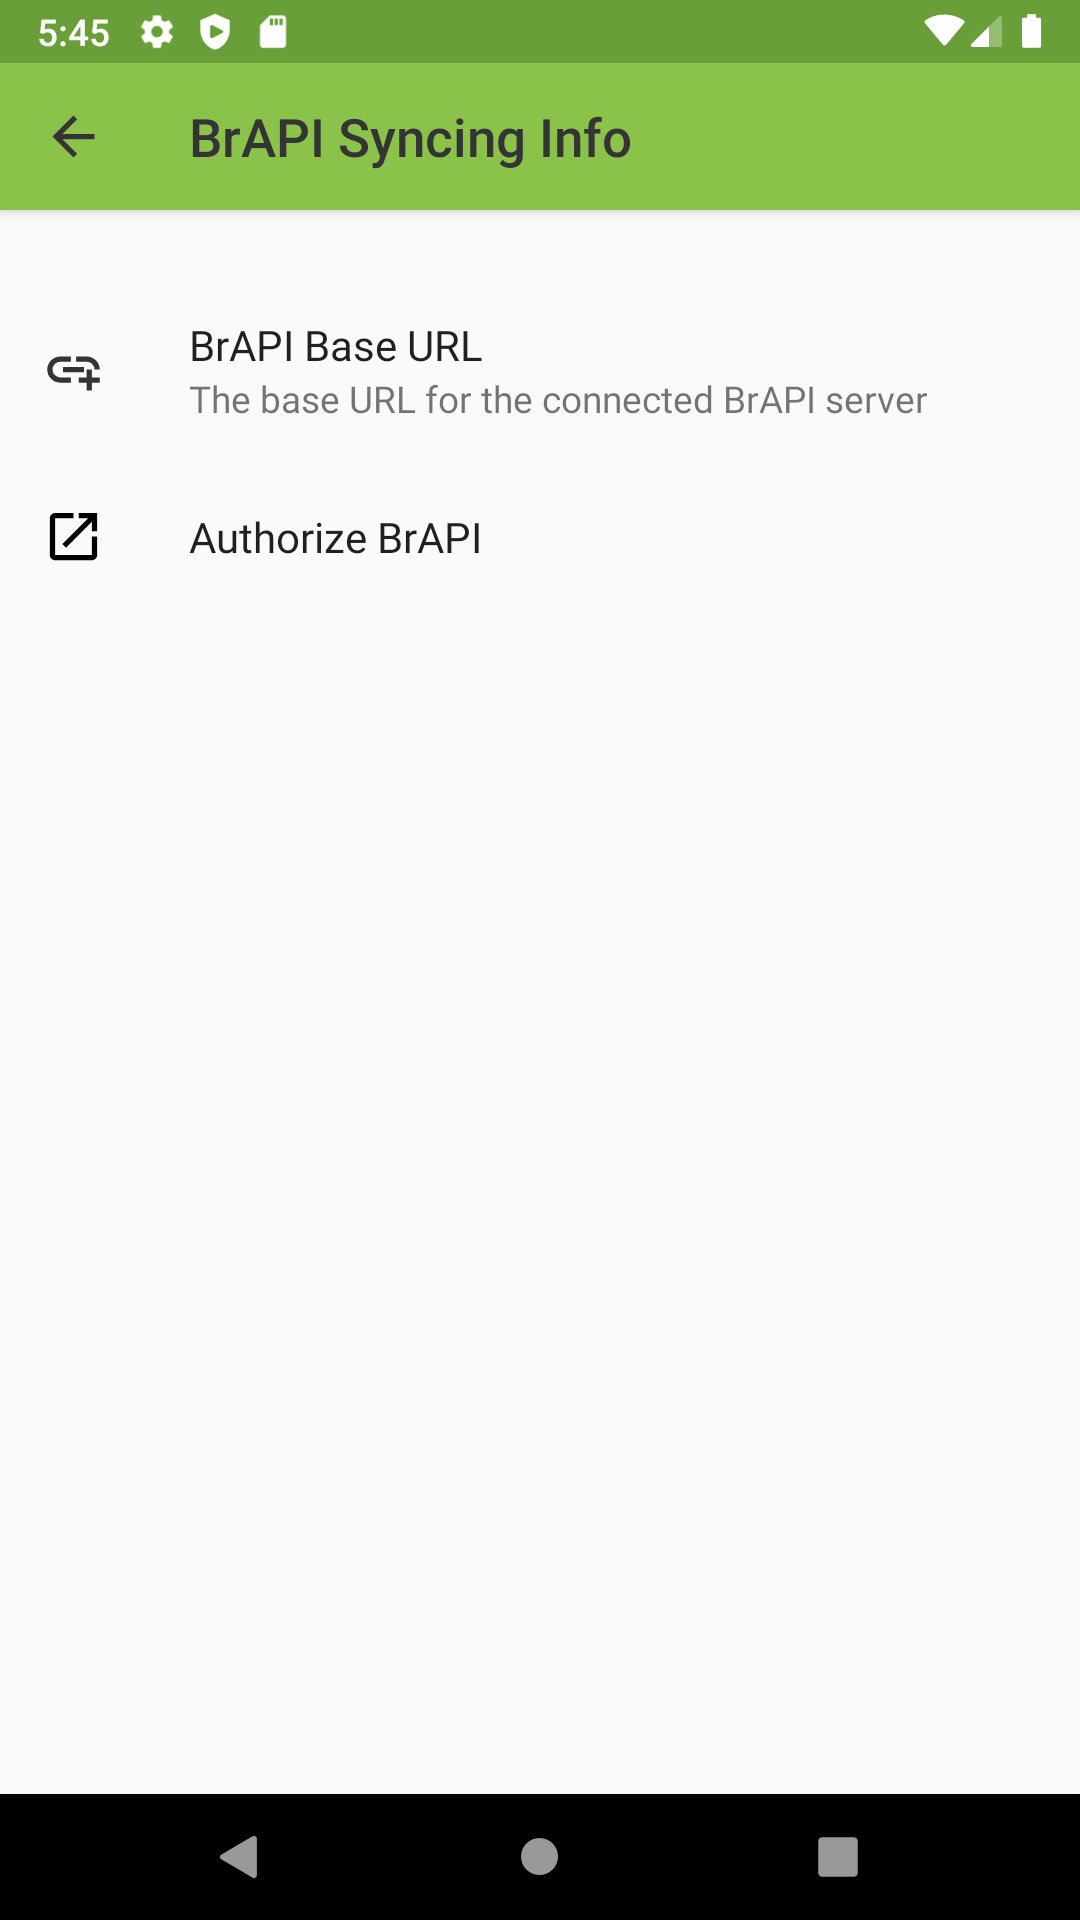 5:45
BrAPI Syncing Info
BrAPI Base URL
The base URL for the connected BrAPI server
Authorize BrAPI